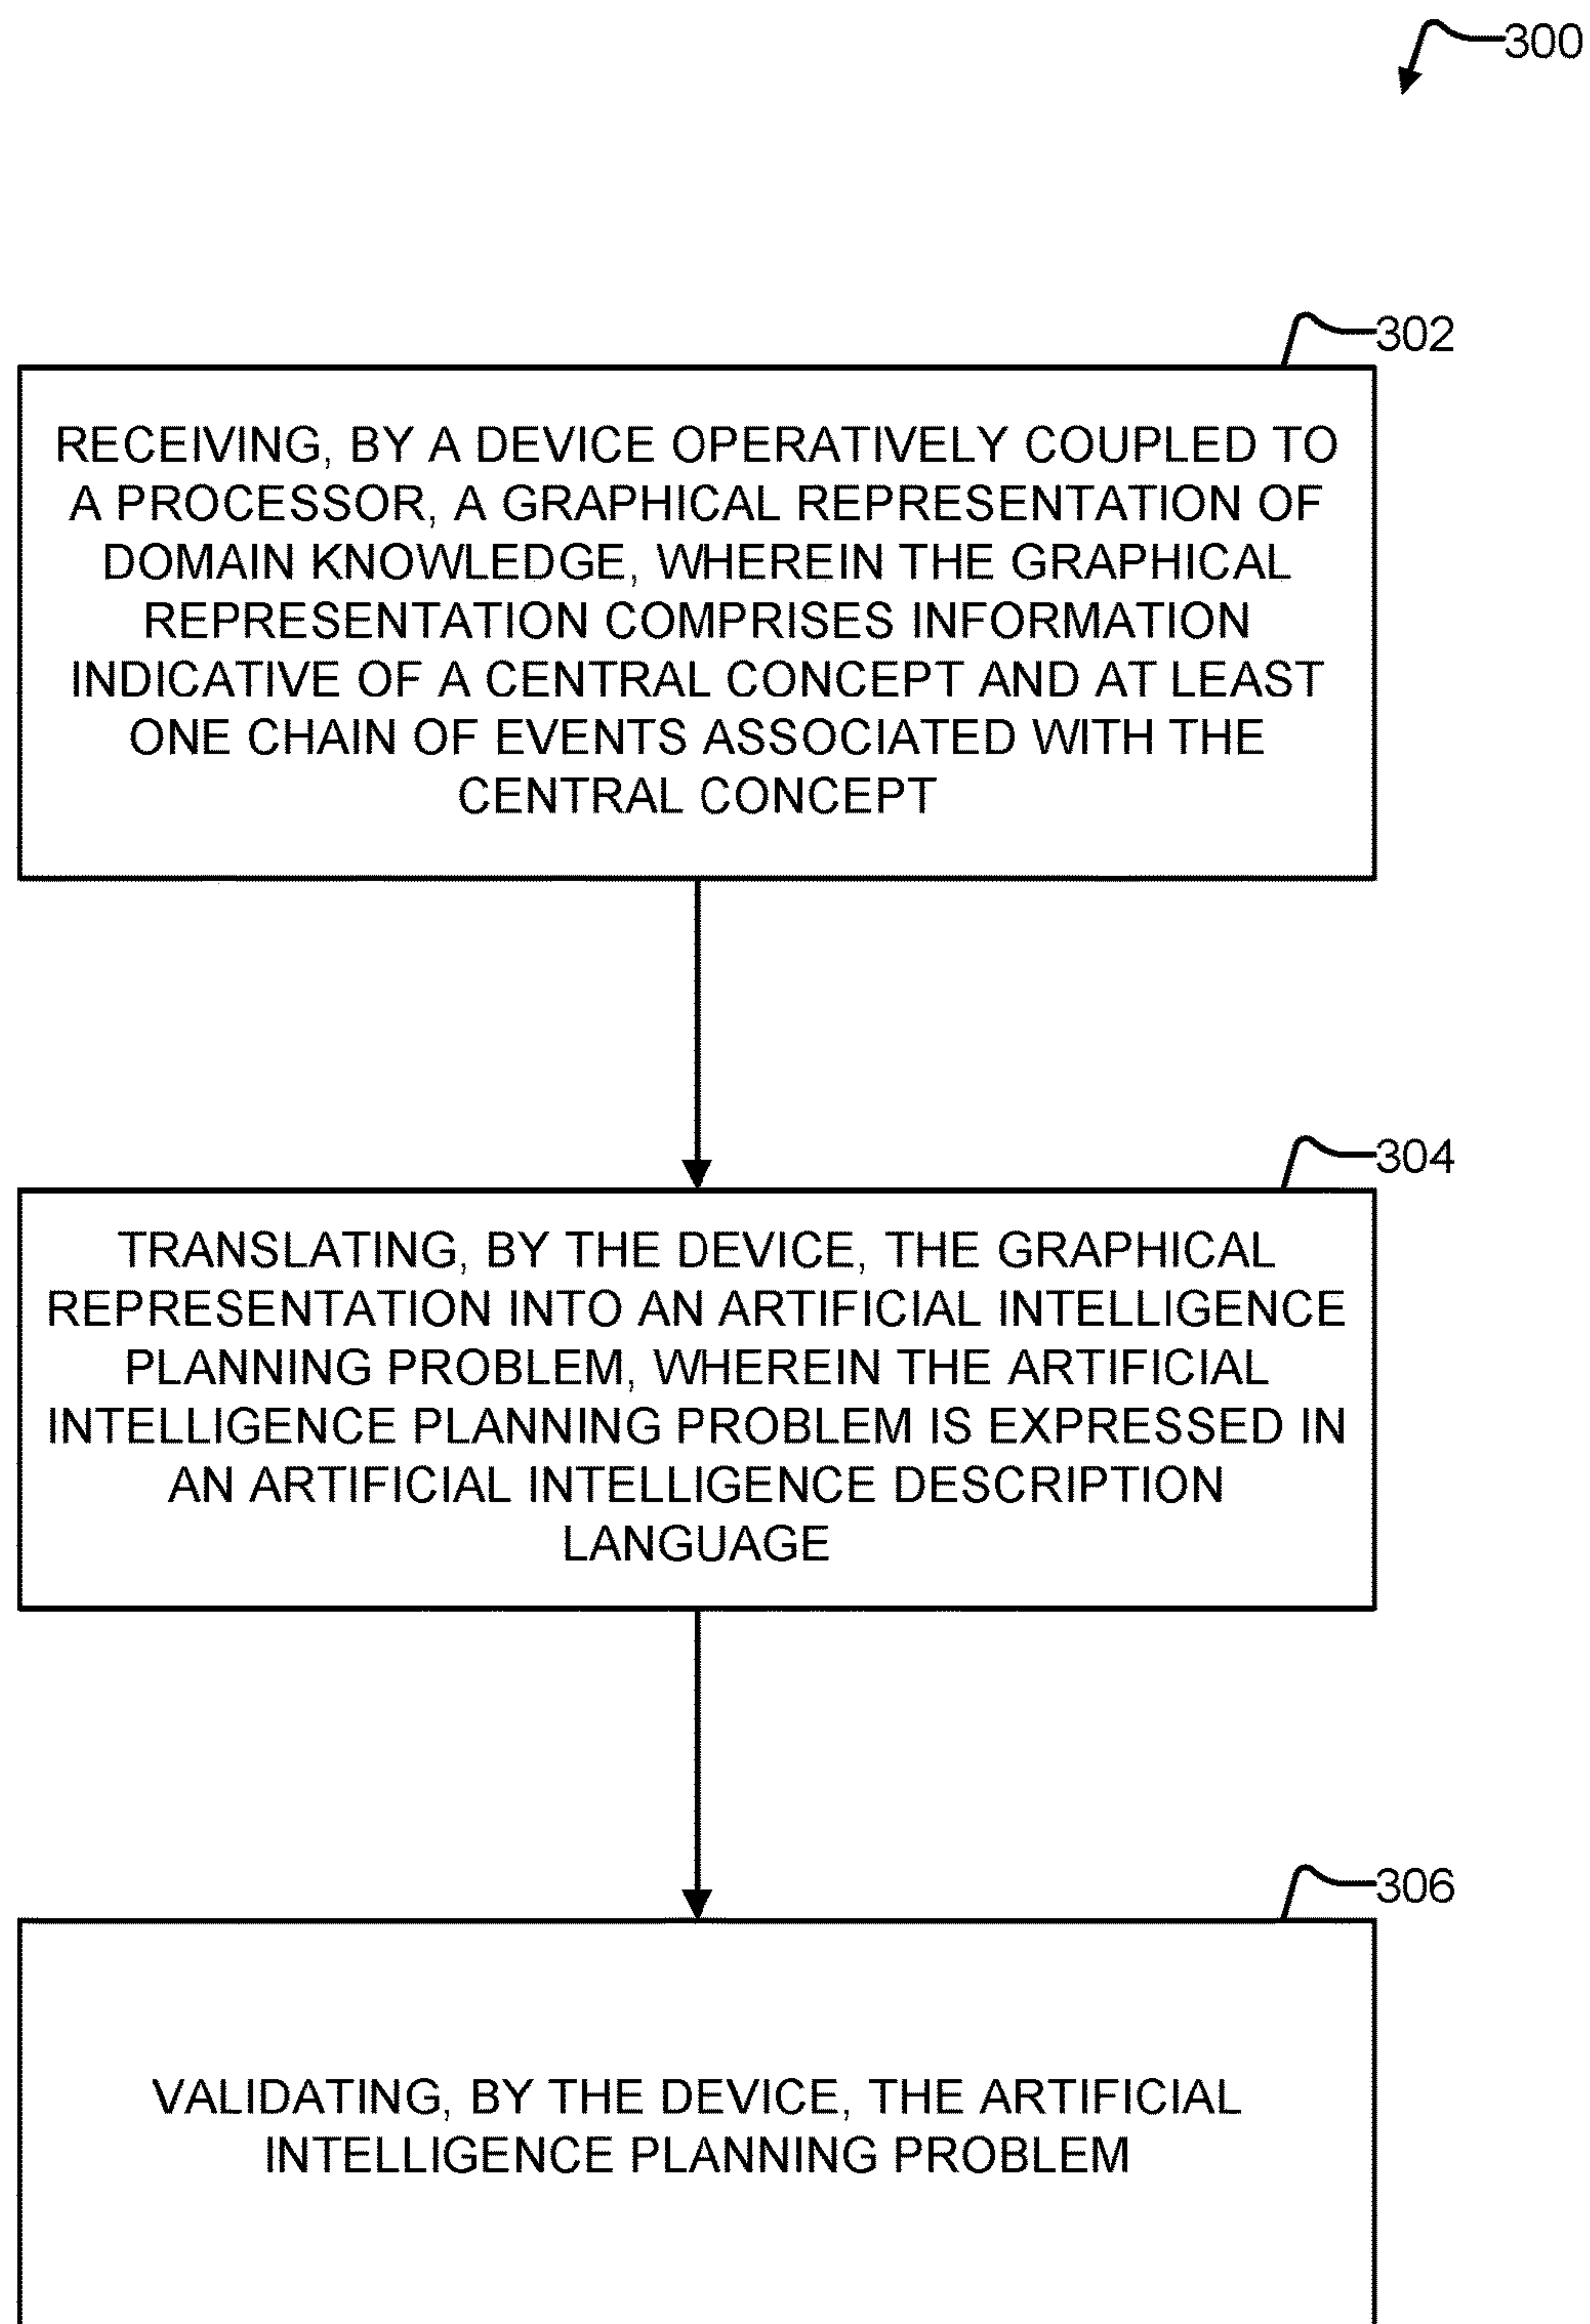 300
302
RECEIVING, BY A DEVICE OPERATIVELY COUPLED TO
A PROCESSOR, A GRAPHICAL REPRESENTATION OF
DOMAIN KNOWLEDGE, WHEREIN THE GRAPHICAL
REPRESENTATION COMPRISES INFORMATION
INDICATIVE OF A CENTRAL CONCEPT AND AT LEAST
ONE CHAIN OF EVENTS ASSOCIATED WITH THE
CENTRAL CONCEPT
304
TRANSLATING, BY THE DEVICE, THE GRAPHICAL
REPRESENTATION INTO AN ARTIFICIAL INTELLIGENCE
PLANNING PROBLEM, WHEREIN THE ARTIFICIAL
INTELLIGENCE PLANNING PROBLEM IS EXPRESSED IN
AN ARTIFICIAL INTELLIGENCE DESCRIPTION
LANGUAGE
306
VALIDATING, BY THE DEVICE, THE ARTIFICIAL
INTELLIGENCE PLANNING PROBLEM